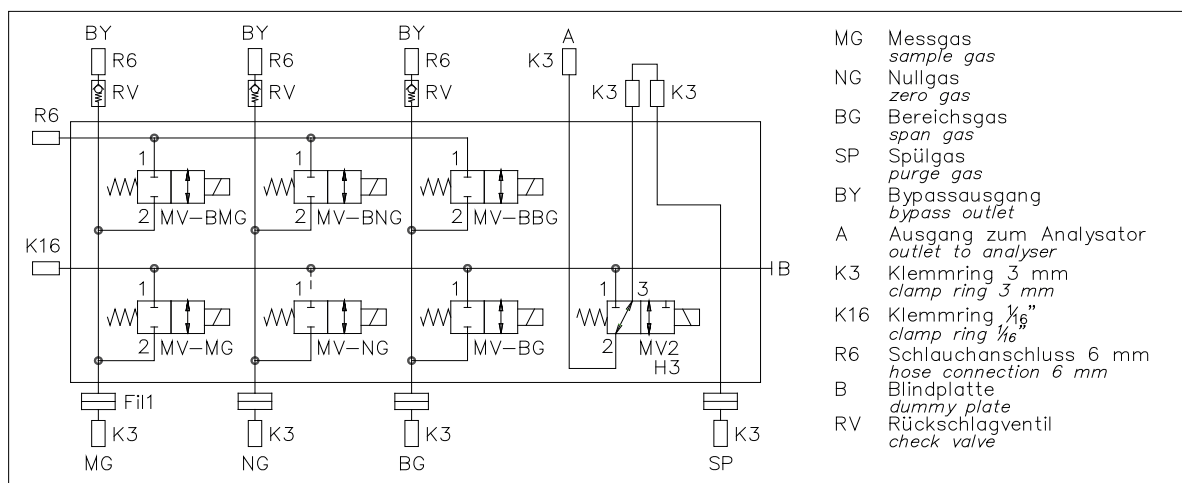 BY BY BY A
R6 R6 R6 K3
RV RV RV K3 K3
R6
1 1 1
2 MV-BMG 2 MV-BNG 2 MV-BBG
K16
B
1 1 1 1 3
2 MV-MG 2 MV-NG 2 MV-BG 2 MV2
H3
Fil1
K3 K3 K3 K3
MG NG BG SP
MG Messgas
sample gas
NG Nullgas
zero gas
BG Bereichsgas
span gas
SP Spülgas
purge gas
BY Bypassausgang
bypass outlet
A Ausgang zum Analysator
outlet to analyser
K3 Klemmring 3 mm
clamp ring 3 mm
K16 Klemmring 1/16"
clamp ring 1/16"
R6 Schlauchanschluss 6 mm
hose connection 6 mm
B Blindplatte
dummy plate
RV Rückschlagventil
check valve